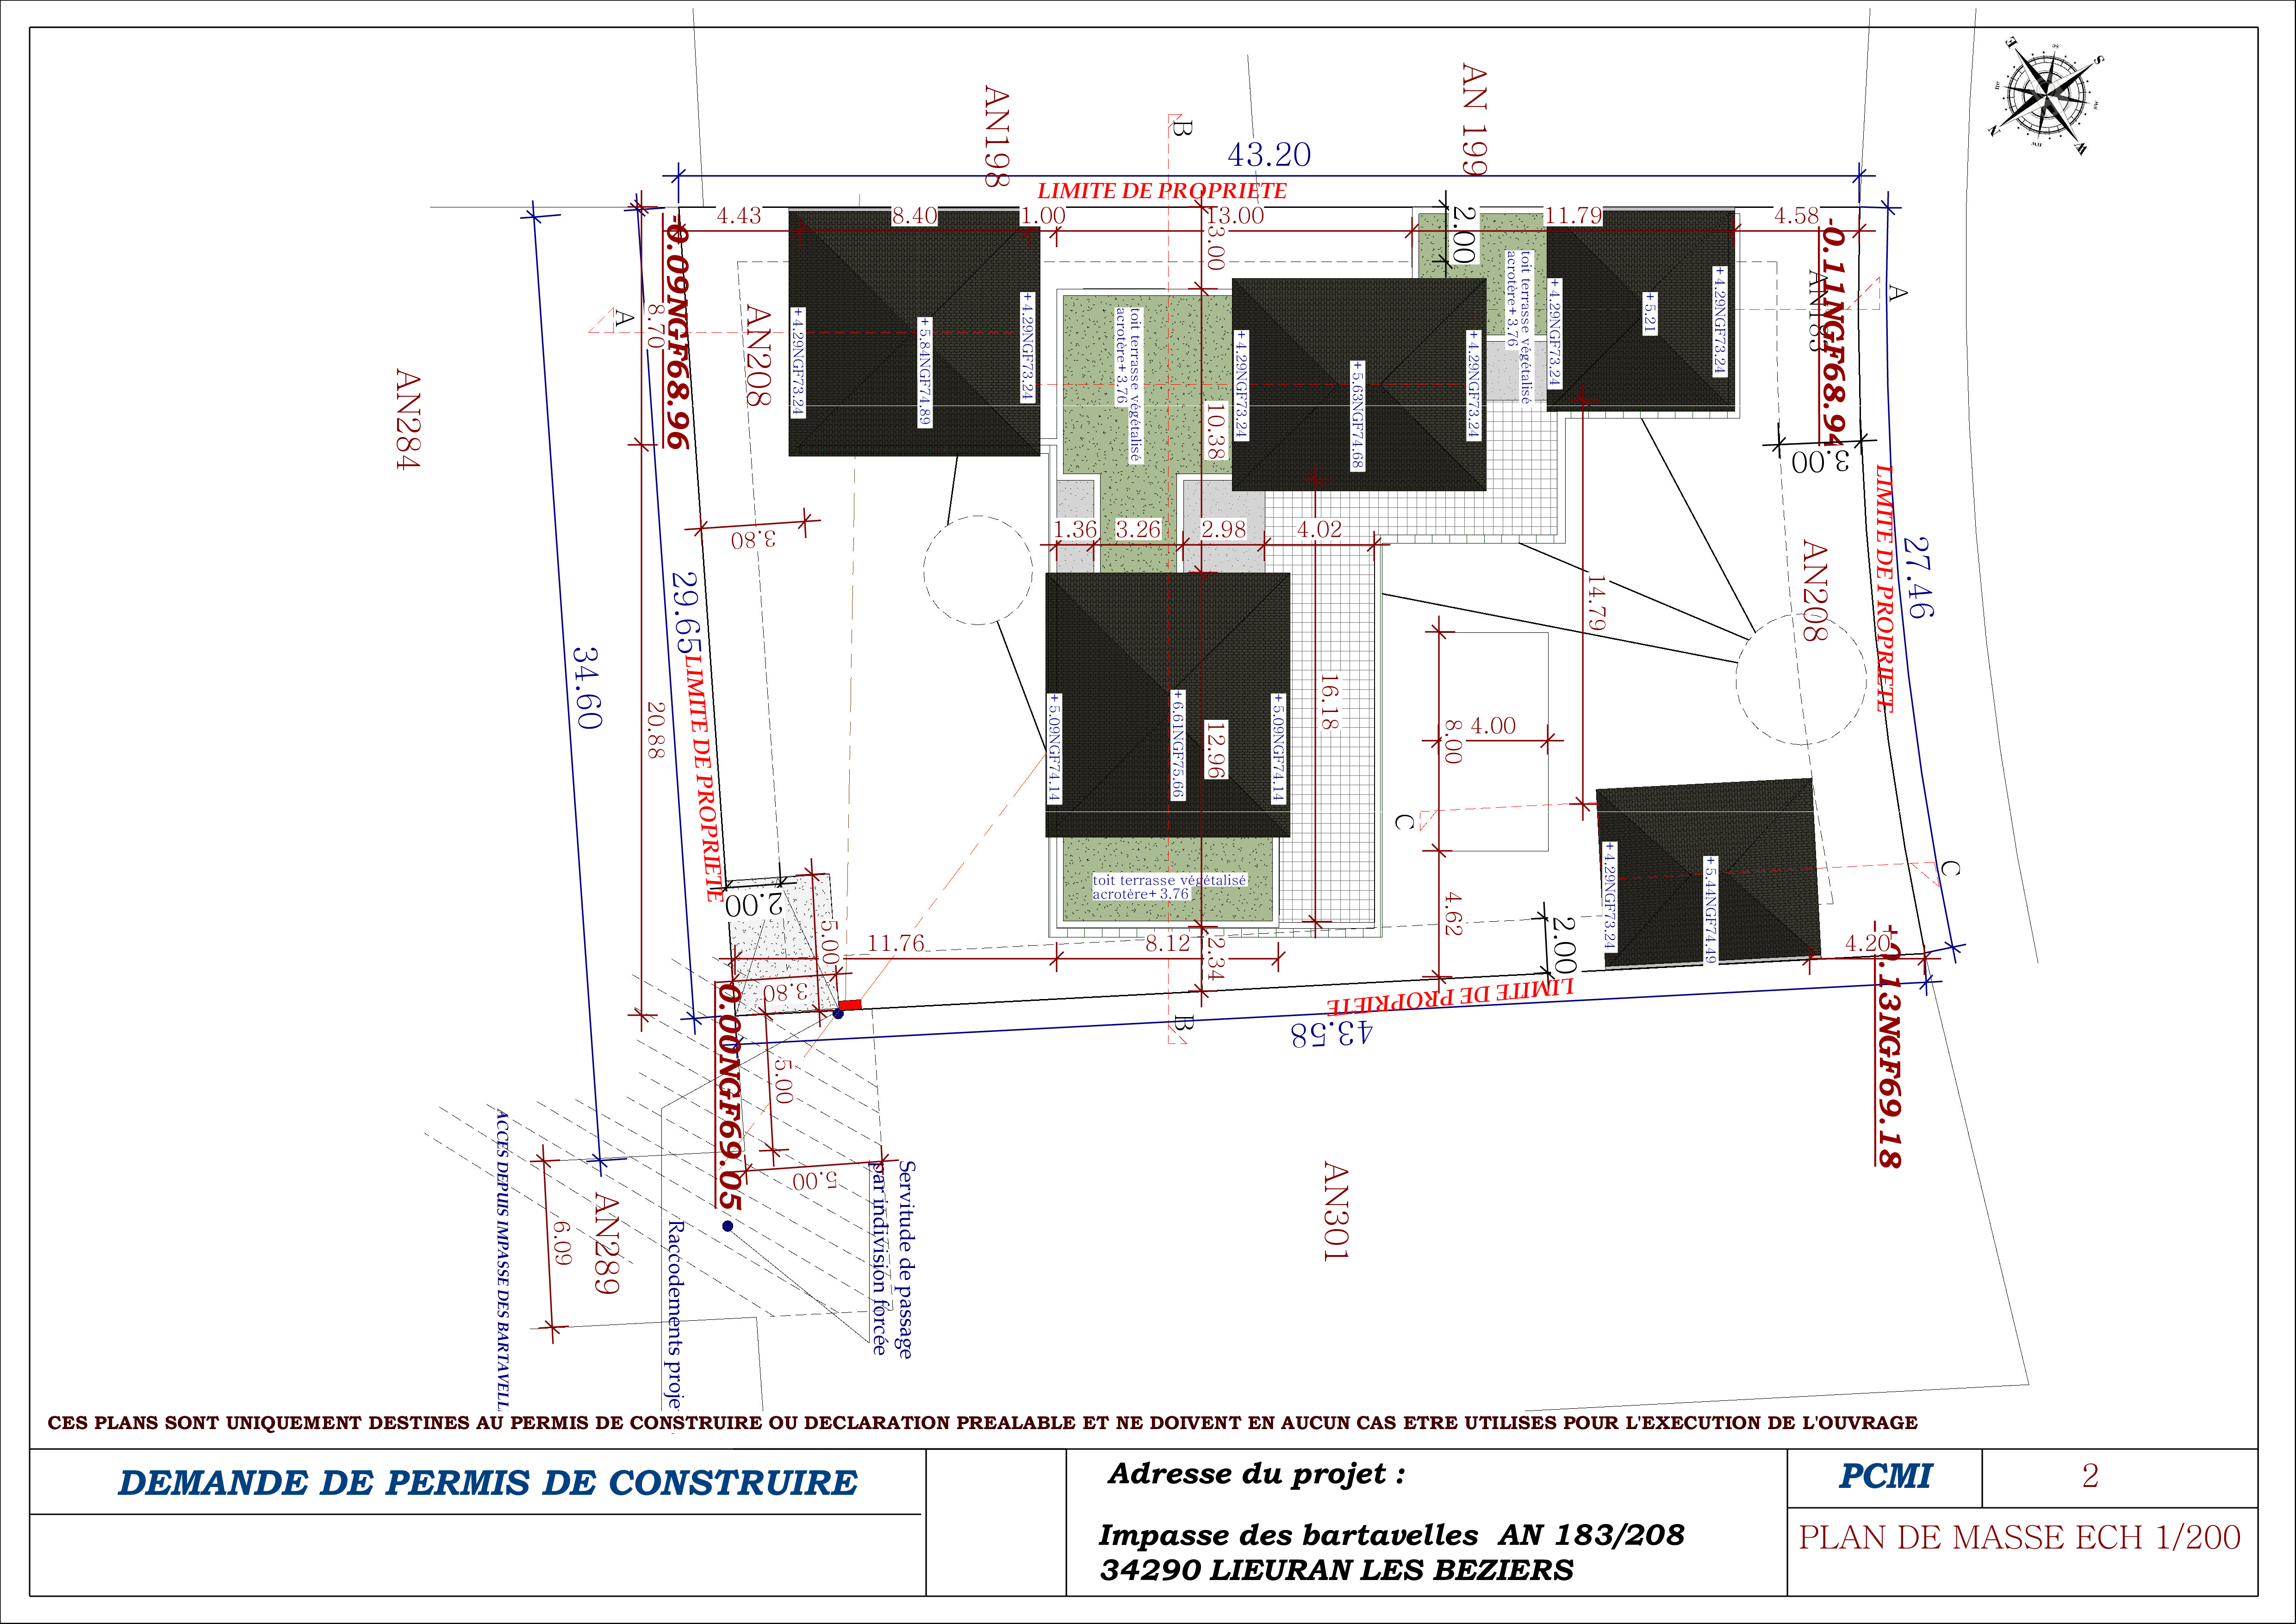 E
S
N
W
se
sw
ne
nw
AN198
AN 199
B
43.20
LIMITE DE PROPRIETE
4.43
8.40
1.00
13.00
11.79
4.58
3.00
2.00
-0.09NGF68.96
-0.11NGF68.94
AN183
A
A
8.70
AN208
AN284
+4.29NGF73.24
+5.84NGF74.89
+4.29NGF73.24
toit terrasse végétalisé
acrotère+3.76
10.38
+4.29NGF73.24
+5.63NGF74.68
+4.29NGF73.24
toit terrasse végétalisé
acrotère+3.76
+4.29NGF73.24
+5.21
+4.29NGF73.24
3.00
LIMITE DE PROPRIETE
27.46
AN208
3.80
1.36
3.26
2.98
4.02
14.79
29.65
34.60
20.88
LIMITE DE PROPRIETE
16.18
8.00
4.00
+5.09NGF74.14
+6.61NGF75.66
12.96
+5.09NGF74.14
C
C
+4.29NGF73.24
+5.44NGF74.49
toit terrasse végétalisé
acrotère+3.76
2.00
5.00
11.76
8.12
2.34
4.62
2.00
4.20
3.80
LIMITE DE PROPRIETE
43.58
B
0.00NGF69.05
+0.13NGF69.18
5.00
5.00
6.09
AN289
AN301
ACCES DEPUIS IMPASSE DES BARTAVELL
Raccodements proje
Servitude de passage
par indivision forcée
CES PLANS SONT UNIQUEMENT DESTINES AU PERMIS DE CONSTRUIRE OU DECLARATION PREALABLE ET NE DOIVENT EN AUCUN CAS ETRE UTILISES POUR L'EXECUTION DE L'OUVRAGE
DEMANDE DE PERMIS DE CONSTRUIRE
Adresse du projet :
Impasse des bartavelles AN 183/208
34290 LIEURAN LES BEZIERS
PCMI
2
PLAN DE MASSE ECH 1/200